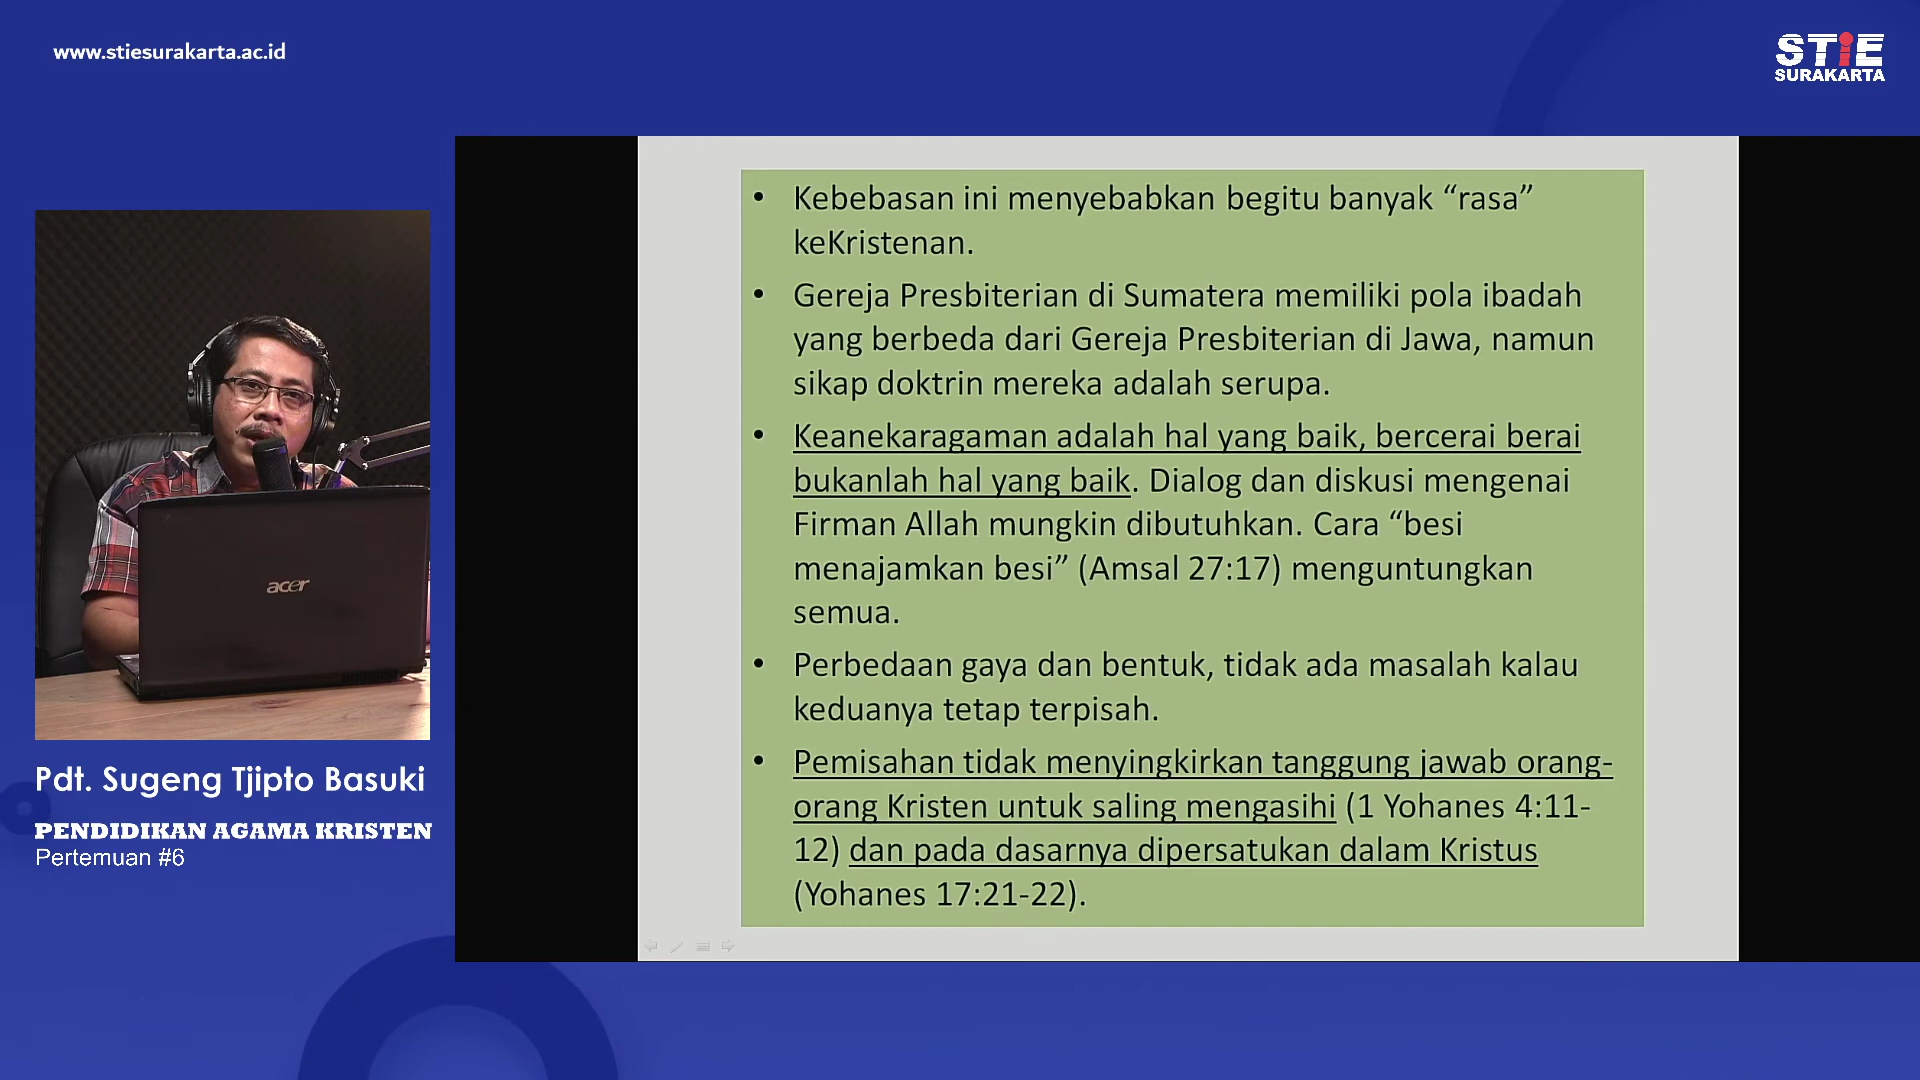 www.stiesurakarta.ac.id
STiE
SURAKARTA
• Kebebasan ini menyebabkan begitu banyak “rasa”
keKristenan.
• Gereja Presbiterian di Sumatera memiliki pola ibadah
yang berbeda dari Gereja Presbiterian di Jawa, namun
sikap doktrin mereka adalah serupa.
• Keanekaragaman adalah hal yang baik, bercerai berai
bukanlah hal yang baik. Dialog dan diskusi mengenai
Firman Allah mungkin dibutuhkan. Cara “besi
menajamkan besi” (Amsal 27:17) menguntungkan
semua.
• Perbedaan gaya dan bentuk, tidak ada masalah kalau
keduanya tetap terpisah.
• Pemisahan tidak menyingkirkan tanggung jawab orang-
orang Kristen untuk saling mengasihi (1 Yohanes 4:11-
12) dan pada dasarnya dipersatukan dalam Kristus
(Yohanes 17:21-22).
acer
Pdt. Sugeng Tjipto Basuki
PENDIDIKAN AGAMA KRISTEN
Pertemuan #6